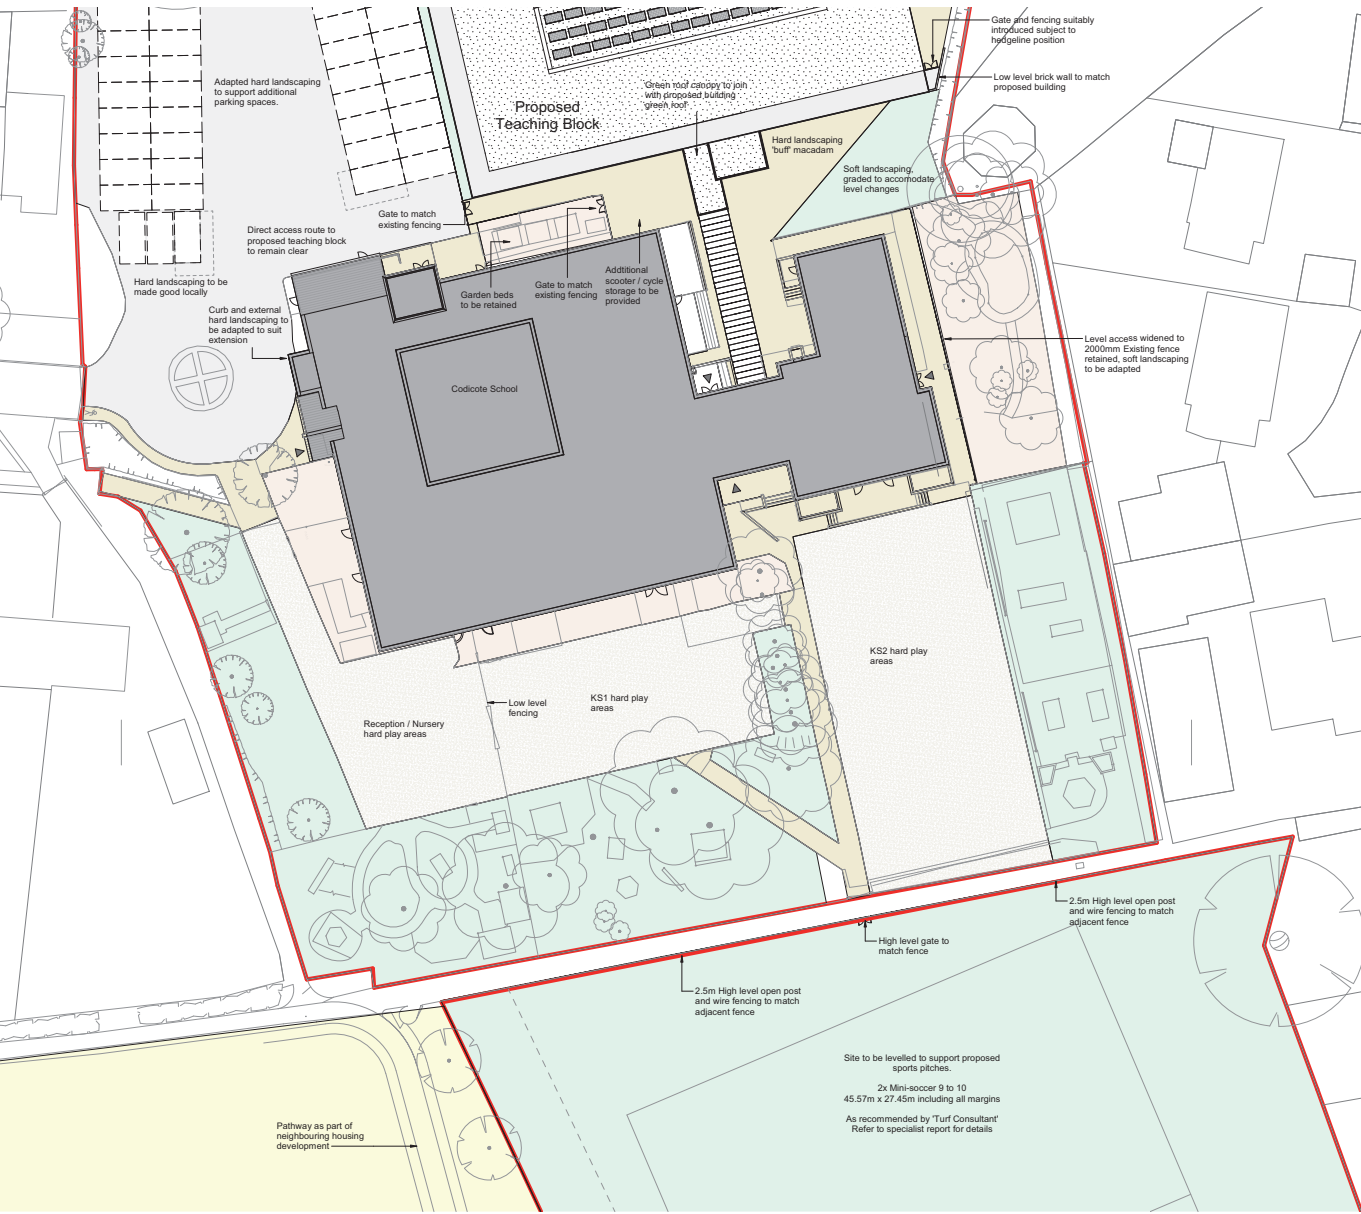 Gate and fencing suitably
introduced subject to
hedgeline position
Low level brick wall to match
proposed building
Adapted hard landscaping
to support additional
parking spaces.
Green roof canopy to join
with proposed building
green roof
Proposed
Teaching Block
Hard landscaping
'buff' macadam
Soft landscaping,
graded to accomodate
level changes
Gate to match
existing fencing
Direct access route to
proposed teaching block
to remain clear
Hard landscaping to be
made good locally
Garden beds
to be retained
Gate to match
existing fencing
Addtitional
scooter / cycle
storage to be
provided
Curb and external
hard landscaping to
be adapted to suit
extension
Level access widened to
2000mm Existing fence
retained, soft landscaping
to be adapted
Codicote School
KS2 hard play
areas
KS1 hard play
areas
Low level
fencing
Reception / Nursery
hard play areas
2.5m High level open post
and wire fencing to match
adjacent fence
High level gate to
match fence
2.5m High level open post
and wire fencing to match
adjacent fence
Site to be levelled to support proposed
sports pitches.
2x Mini-soccer 9 to 10
45.57m x 27.45m including all margins
As recommended by 'Turf Consultant'
Refer to specialist report for details
Pathway as part of
neighbouring housing
development